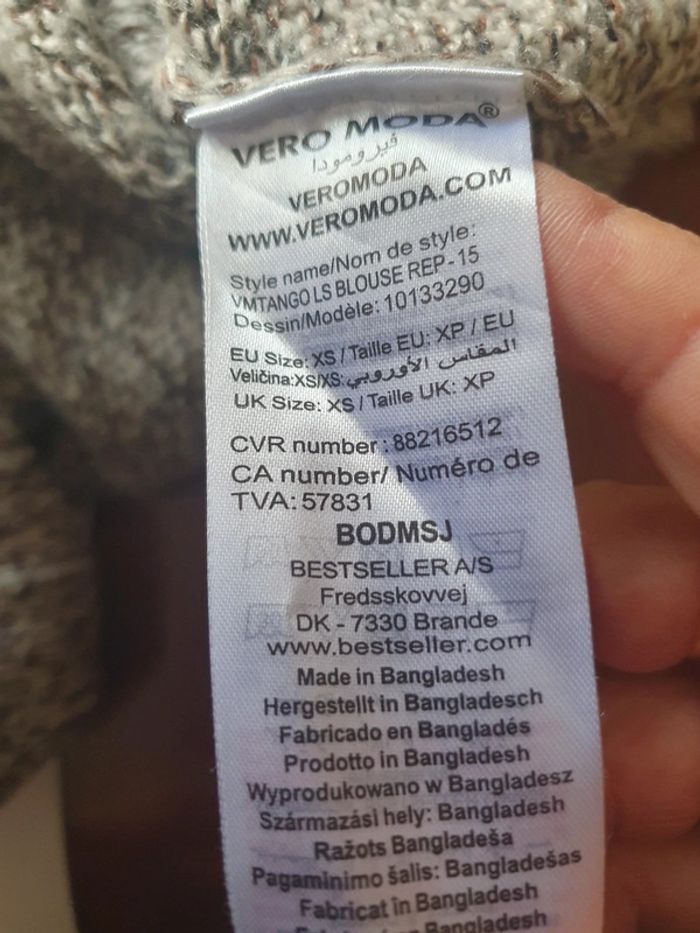 VERO MODA®
فيرومودا
VEROMODA
WWW.VEROMODA.COM
Style name/Nom de style:
VMTANGO LS BLOUSE REP - 15
Dessin/Modèle: 10133290
EU Size: XS / Taille EU: XP / EU
Veličina:XS/XS: المقاس الأوروبي
UK Size: XS / Taille UK: XP
CVR number : 88216512
CA number/ Numéro de
TVA: 57831
BODMSJ
BESTSELLER A/S
Fredsskovvej
DK - 7330 Brande
www.bestseller.com
Made in Bangladesh
Hergestellt in Bangladesch
Fabricado en Bangladés
Prodotto in Bangladesh
Wyprodukowano w Bangladesz
Származási hely: Bangladesh
Ražots Bangladeša
Pagaminimo šalis: Bangladešas
Fabricat în Bangladesh
Bangladesh